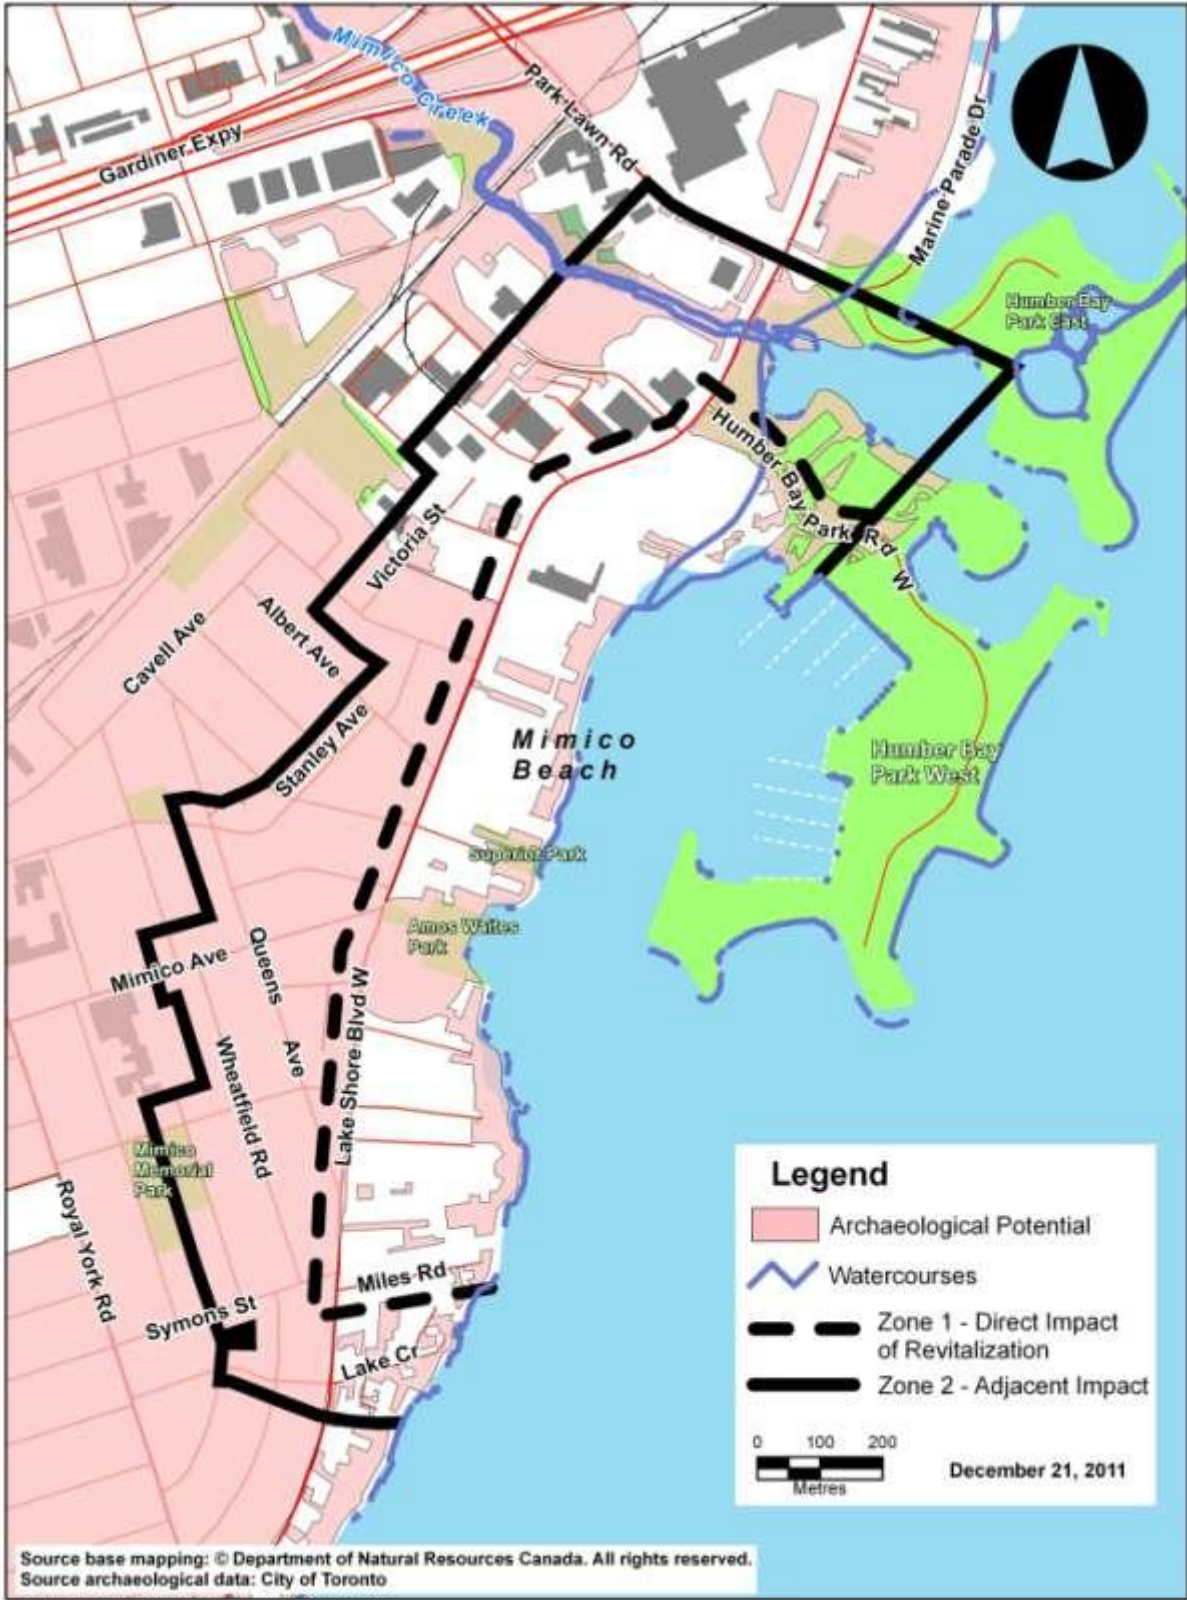 Mimico Creek
Park Lawn Rd
Gardiner Expy
Marine Parade Dr
Humber Bay
Park East
Humber Bay Park Rd W
Victoria St
Albert Ave
Cavell Ave
Stanley Ave
Mimico
Beach
Humber Bay
Park West
Superior Park
Amos Waites
Park
Queens
Ave
Mimico Ave
Lake Shore Blvd W
Wheatfield Rd
Mimico
Memorial
Park
Royal York Rd
Miles Rd
Symons St
Lake Cr
Legend
Archaeological Potential
Watercourses
Zone 1 - Direct Impact
of Revitalization
Zone 2 - Adjacent Impact
0 100 200
Metres
December 21, 2011
Source base mapping: © Department of Natural Resources Canada. All rights reserved.
Source archaeological data: City of Toronto